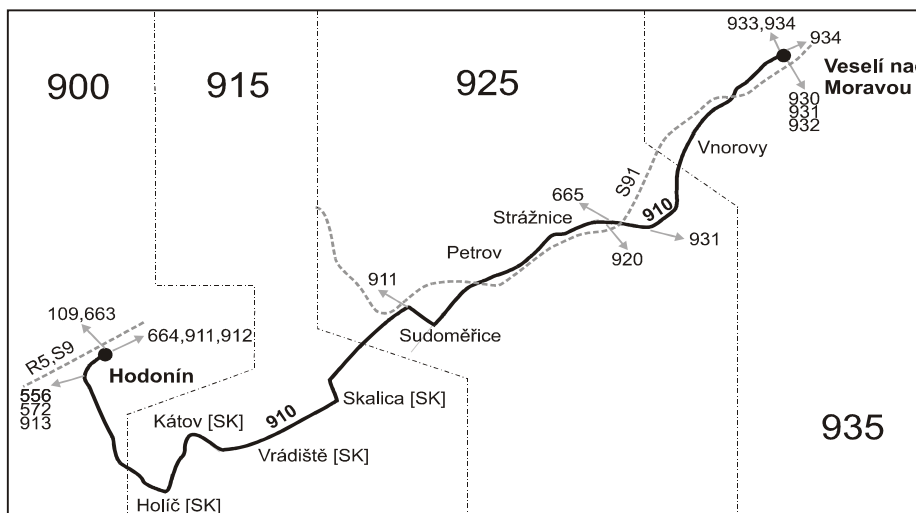 900
915
925
935
933,934
934
Veselí na
Moravou
930
931
932
Vnorovy
S91
665
Strážnice
910
931
920
Petrov
911
Sudoměřice
109,663
664,911,912
R5,S9
Hodonín
556
572
913
Skalica [SK]
Kátov [SK]
910
Vrádiště [SK]
Holíč [SK]